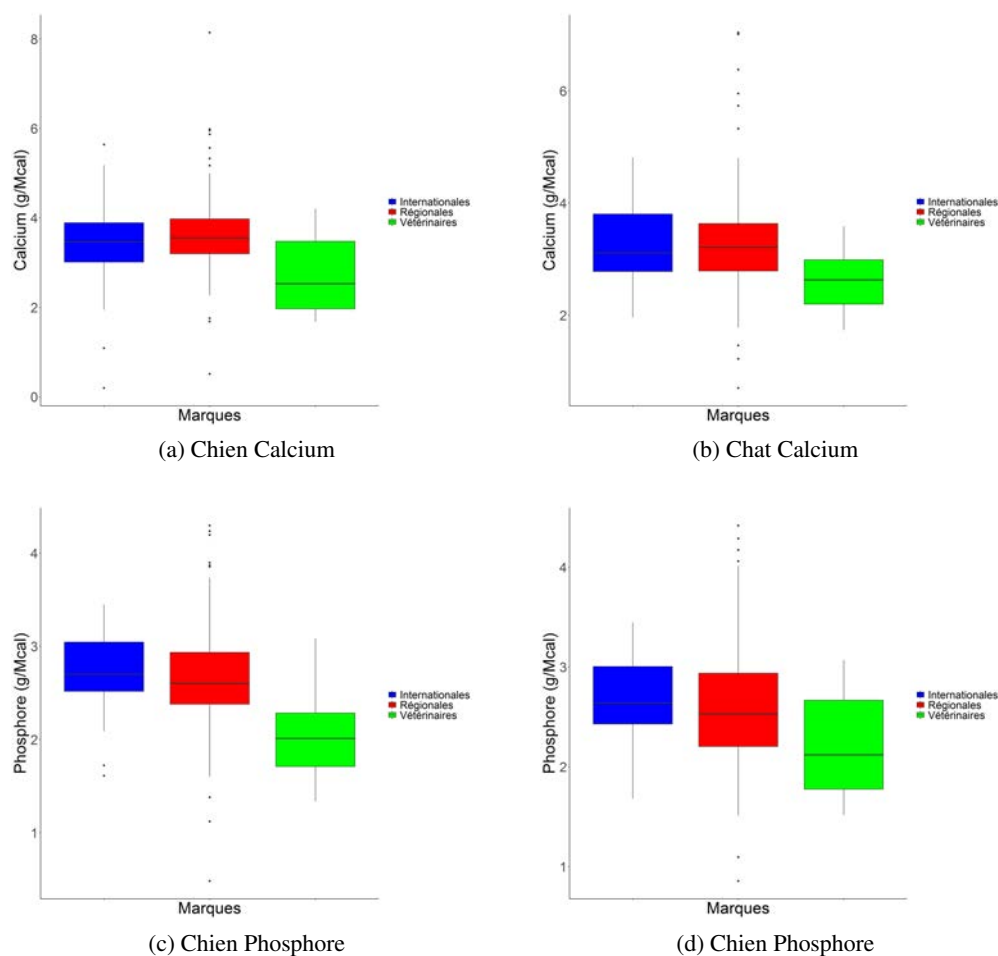 8
6
4
2
0
Calcium (g/Mcal)
Internationales
Régionales
Vétérinaires
Marques
(a) Chien Calcium
6
4
2
Calcium (g/Mcal)
Internationales
Régionales
Vétérinaires
Marques
(b) Chat Calcium
4
3
2
1
Phosphore (g/Mcal)
Internationales
Régionales
Vétérinaires
Marques
(c) Chien Phosphore
4
3
2
1
Phosphore (g/Mcal)
Internationales
Régionales
Vétérinaires
Marques
(d) Chien Phosphore